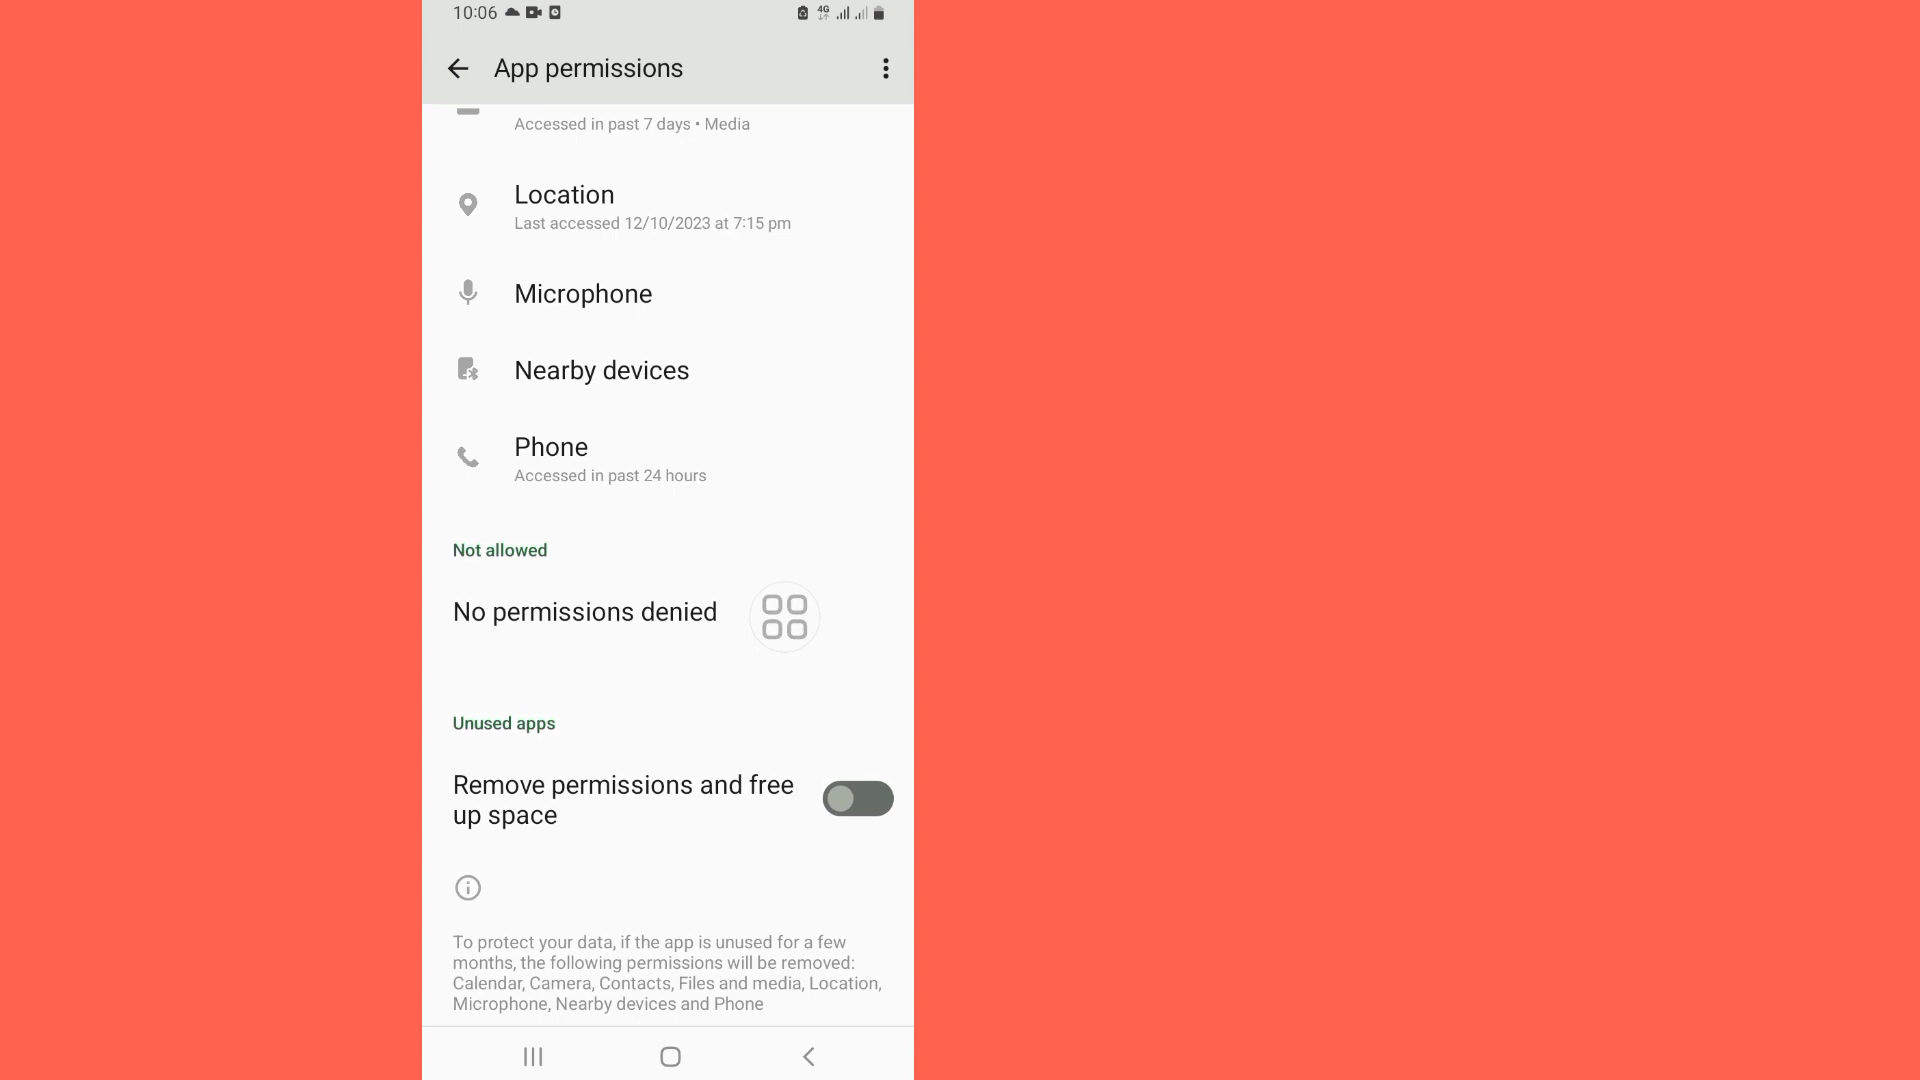 10:06
4G
App permissions
Accessed in past 7 days • Media
Location
Last accessed 12/10/2023 at 7:15 pm
Microphone
Nearby devices
Phone
Accessed in past 24 hours
Not allowed
No permissions denied
Unused apps
Remove permissions and free
up space
To protect your data, if the app is unused for a few
months, the following permissions will be removed:
Calendar, Camera, Contacts, Files and media, Location,
Microphone, Nearby devices and Phone